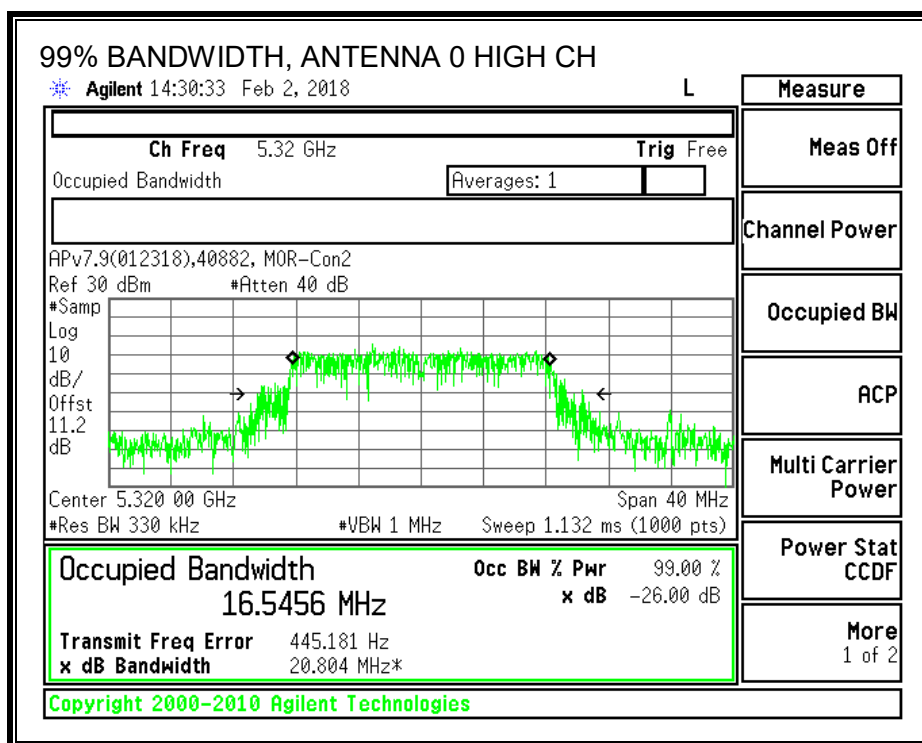 99% BANDWIDTH, ANTENNA 0 HIGH CH
Agilent 14:30:33 Feb 2, 2018 L
Measure
Ch Freq 5.32 GHz Trig Free
Occupied Bandwidth Averages: 1
APv7.9(012318),40882, MOR-Con2
Ref 30 dBm #Atten 40 dB
#Samp
Log
10
dB/
Offst
11.2
dB
Center 5.320 00 GHz Span 40 MHz
#Res BW 330 kHz #VBW 1 MHz Sweep 1.132 ms (1000 pts)
Occupied Bandwidth Occ BW % Pwr 99.00 %
16.5456 MHz x dB -26.00 dB
Transmit Freq Error 445.181 Hz
x dB Bandwidth 20.804 MHz*
Copyright 2000-2010 Agilent Technologies
Meas Off
Channel Power
Occupied BW
ACP
Multi Carrier
Power
Power Stat
CCDF
More
1 of 2